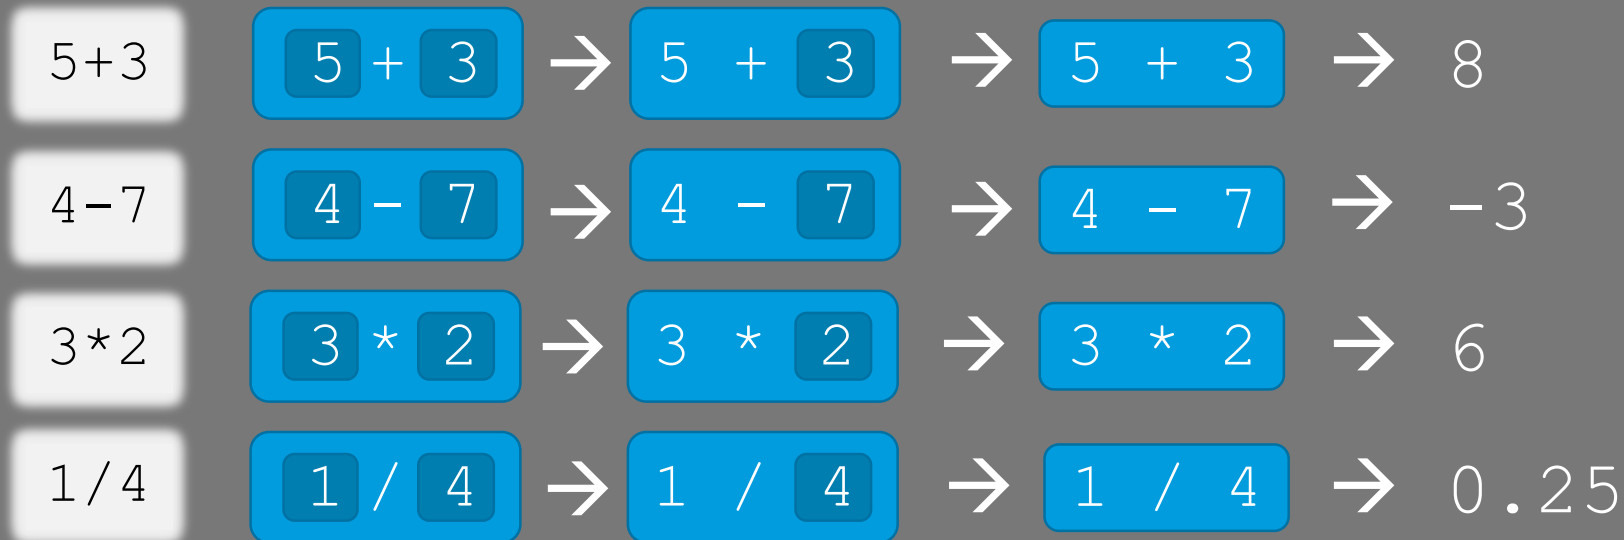 5+3 5 + 3 → 5 + 3 → 5 + 3 → 8
4-7 4 - 7 → 4 - 7 → 4 - 7 → -3
3*2 3 * 2 → 3 * 2 → 3 * 2 → 6
1/4 1 / 4 → 1 / 4 → 1 / 4 → 0.25